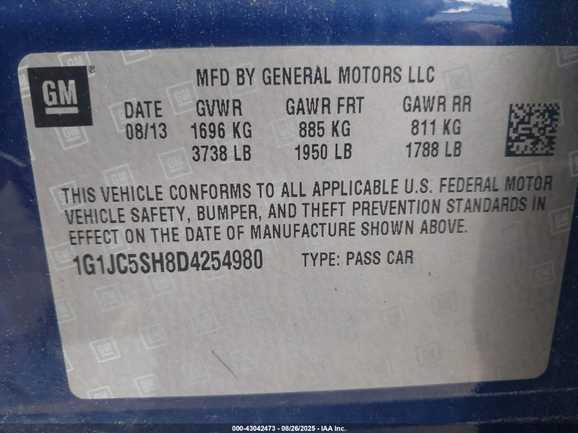 GM
MFD BY GENERAL MOTORS LLC
DATE GVWR GAWR FRT GAWR RR
08/13 1696 KG 885 KG 811 KG
3738 LB 1950 LB 1788 LB
THIS VEHICLE CONFORMS TO ALL APPLICABLE U.S. FEDERAL MOTOR
VEHICLE SAFETY, BUMPER, AND THEFT PREVENTION STANDARDS IN
EFFECT ON THE DATE OF MANUFACTURE SHOWN ABOVE.
1G1JC5SH8D4254980 TYPE: PASS CAR
000-43042473 - 08/26/2025 - IAA Inc.